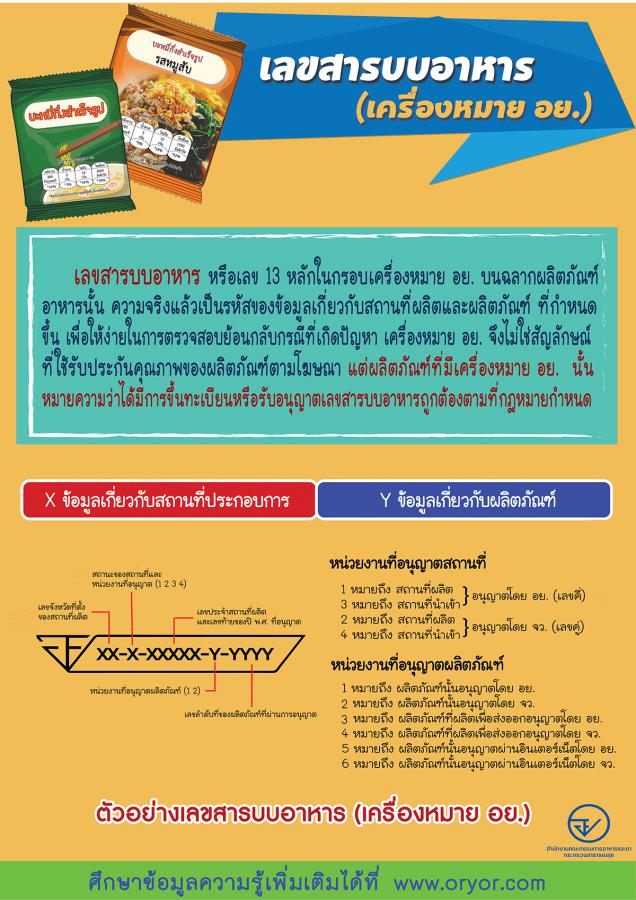 เลขสารบบอาหาร
(เครื่องหมาย อย.)
บะหมี่กึ่งสำเร็จรูป
รสหมูสับ
บะหมี่กึ่งสำเร็จรูป
เลขสารบบอาหาร หรือเลข 13 หลักในกรอบเครื่องหมาย อย. บนฉลากผลิตภัณฑ์
อาหารนั้น ความจริงแล้วเป็นรหัสของข้อมูลเกี่ยวกับสถานที่ผลิตและผลิตภัณฑ์ ที่กำหนด
ขึ้น เพื่อให้ง่ายในการตรวจสอบย้อนกลับกรณีที่เกิดปัญหา เครื่องหมาย อย. จึงไม่ใช่สัญลักษณ์
ที่ใช้รับประกันคุณภาพของผลิตภัณฑ์ตามโฆษณา แต่ผลิตภัณฑ์ที่มีเครื่องหมาย อย. นั้น
หมายความว่าได้มีการขึ้นทะเบียนหรือรับอนุญาตเลขสารบบอาหารถูกต้องตามที่กฎหมายกำหนด
X ข้อมูลเกี่ยวกับสถานที่ประกอบการ
Y ข้อมูลเกี่ยวกับผลิตภัณฑ์
สถานะของสถานที่และ
หน่วยงานที่อนุญาต (1 2 3 4)
เลขจังหวัดที่ตั้ง
ของสถานที่ผลิต
เลขประจำสถานที่ผลิต
และเลขท้ายของปี พ.ศ. ที่อนุญาต
XX-X-XXXXX-Y-YYYY
หน่วยงานที่อนุญาตผลิตภัณฑ์ (1 2)
เลขลำดับที่ของผลิตภัณฑ์ที่ผ่านการอนุญาต
หน่วยงานที่อนุญาตสถานที่
1 หมายถึง สถานที่ผลิต
3 หมายถึง สถานที่นำเข้า
อนุญาตโดย อย. (เลขคี่)
2 หมายถึง สถานที่ผลิต
4 หมายถึง สถานที่นำเข้า
อนุญาตโดย จว. (เลขคู่)
หน่วยงานที่อนุญาตผลิตภัณฑ์
1 หมายถึง ผลิตภัณฑ์นั้นอนุญาตโดย อย.
2 หมายถึง ผลิตภัณฑ์นั้นอนุญาตโดย จว.
3 หมายถึง ผลิตภัณฑ์ที่ผลิตเพื่อส่งออกอนุญาตโดย อย.
4 หมายถึง ผลิตภัณฑ์ที่ผลิตเพื่อส่งออกอนุญาตโดย จว.
5 หมายถึง ผลิตภัณฑ์นั้นอนุญาตผ่านอินเตอร์เน็ตโดย อย.
6 หมายถึง ผลิตภัณฑ์นั้นอนุญาตผ่านอินเตอร์เน็ตโดย จว.
ตัวอย่างเลขสารบบอาหาร (เครื่องหมาย อย.)
สำนักงานคณะกรรมการอาหารและยา
กระทรวงสาธารณสุข
ศึกษาข้อมูลความรู้เพิ่มเติมได้ที่ www.oryor.com